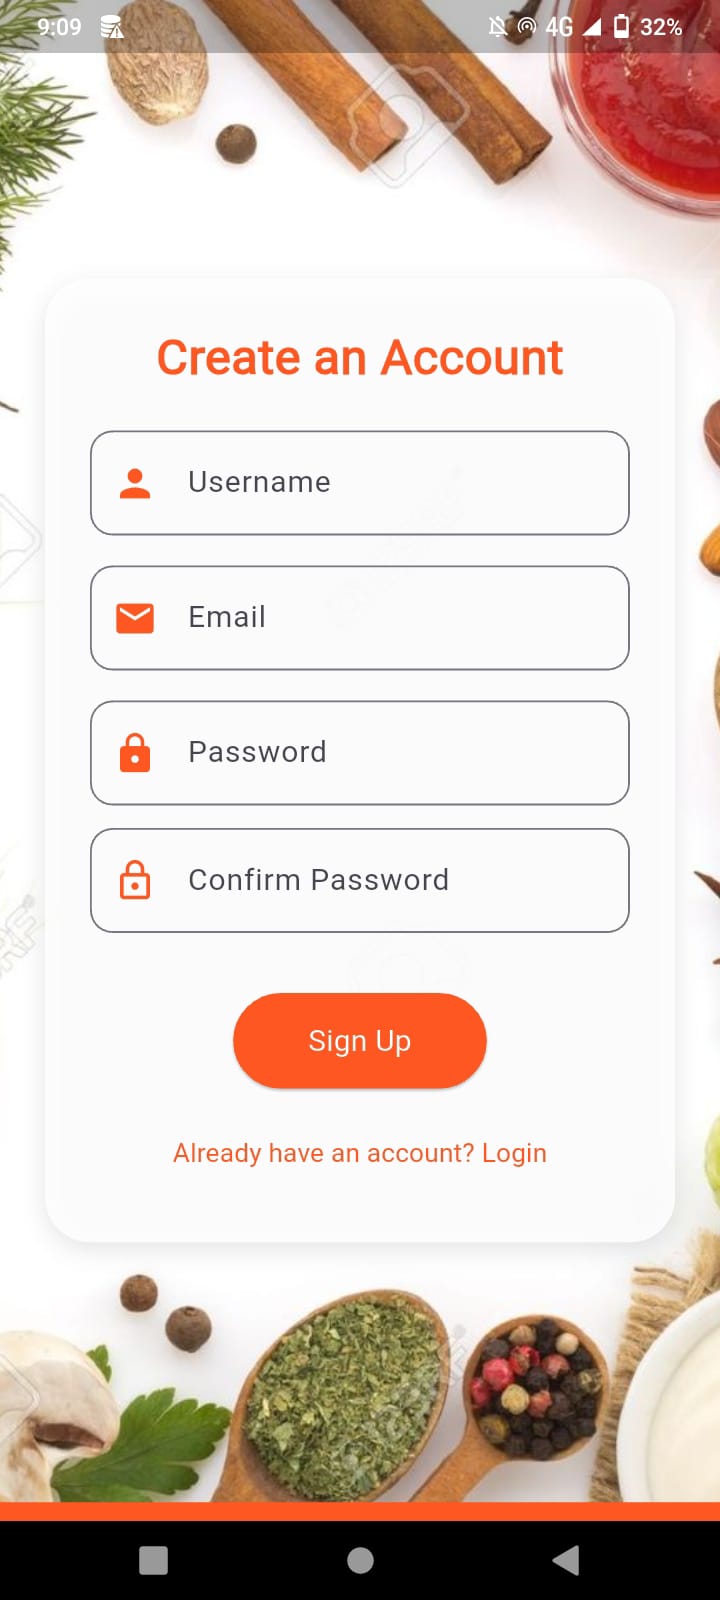 9:09 4G 32%
Create an Account
Username
Email
Password
Confirm Password
Sign Up
Already have an account? Login